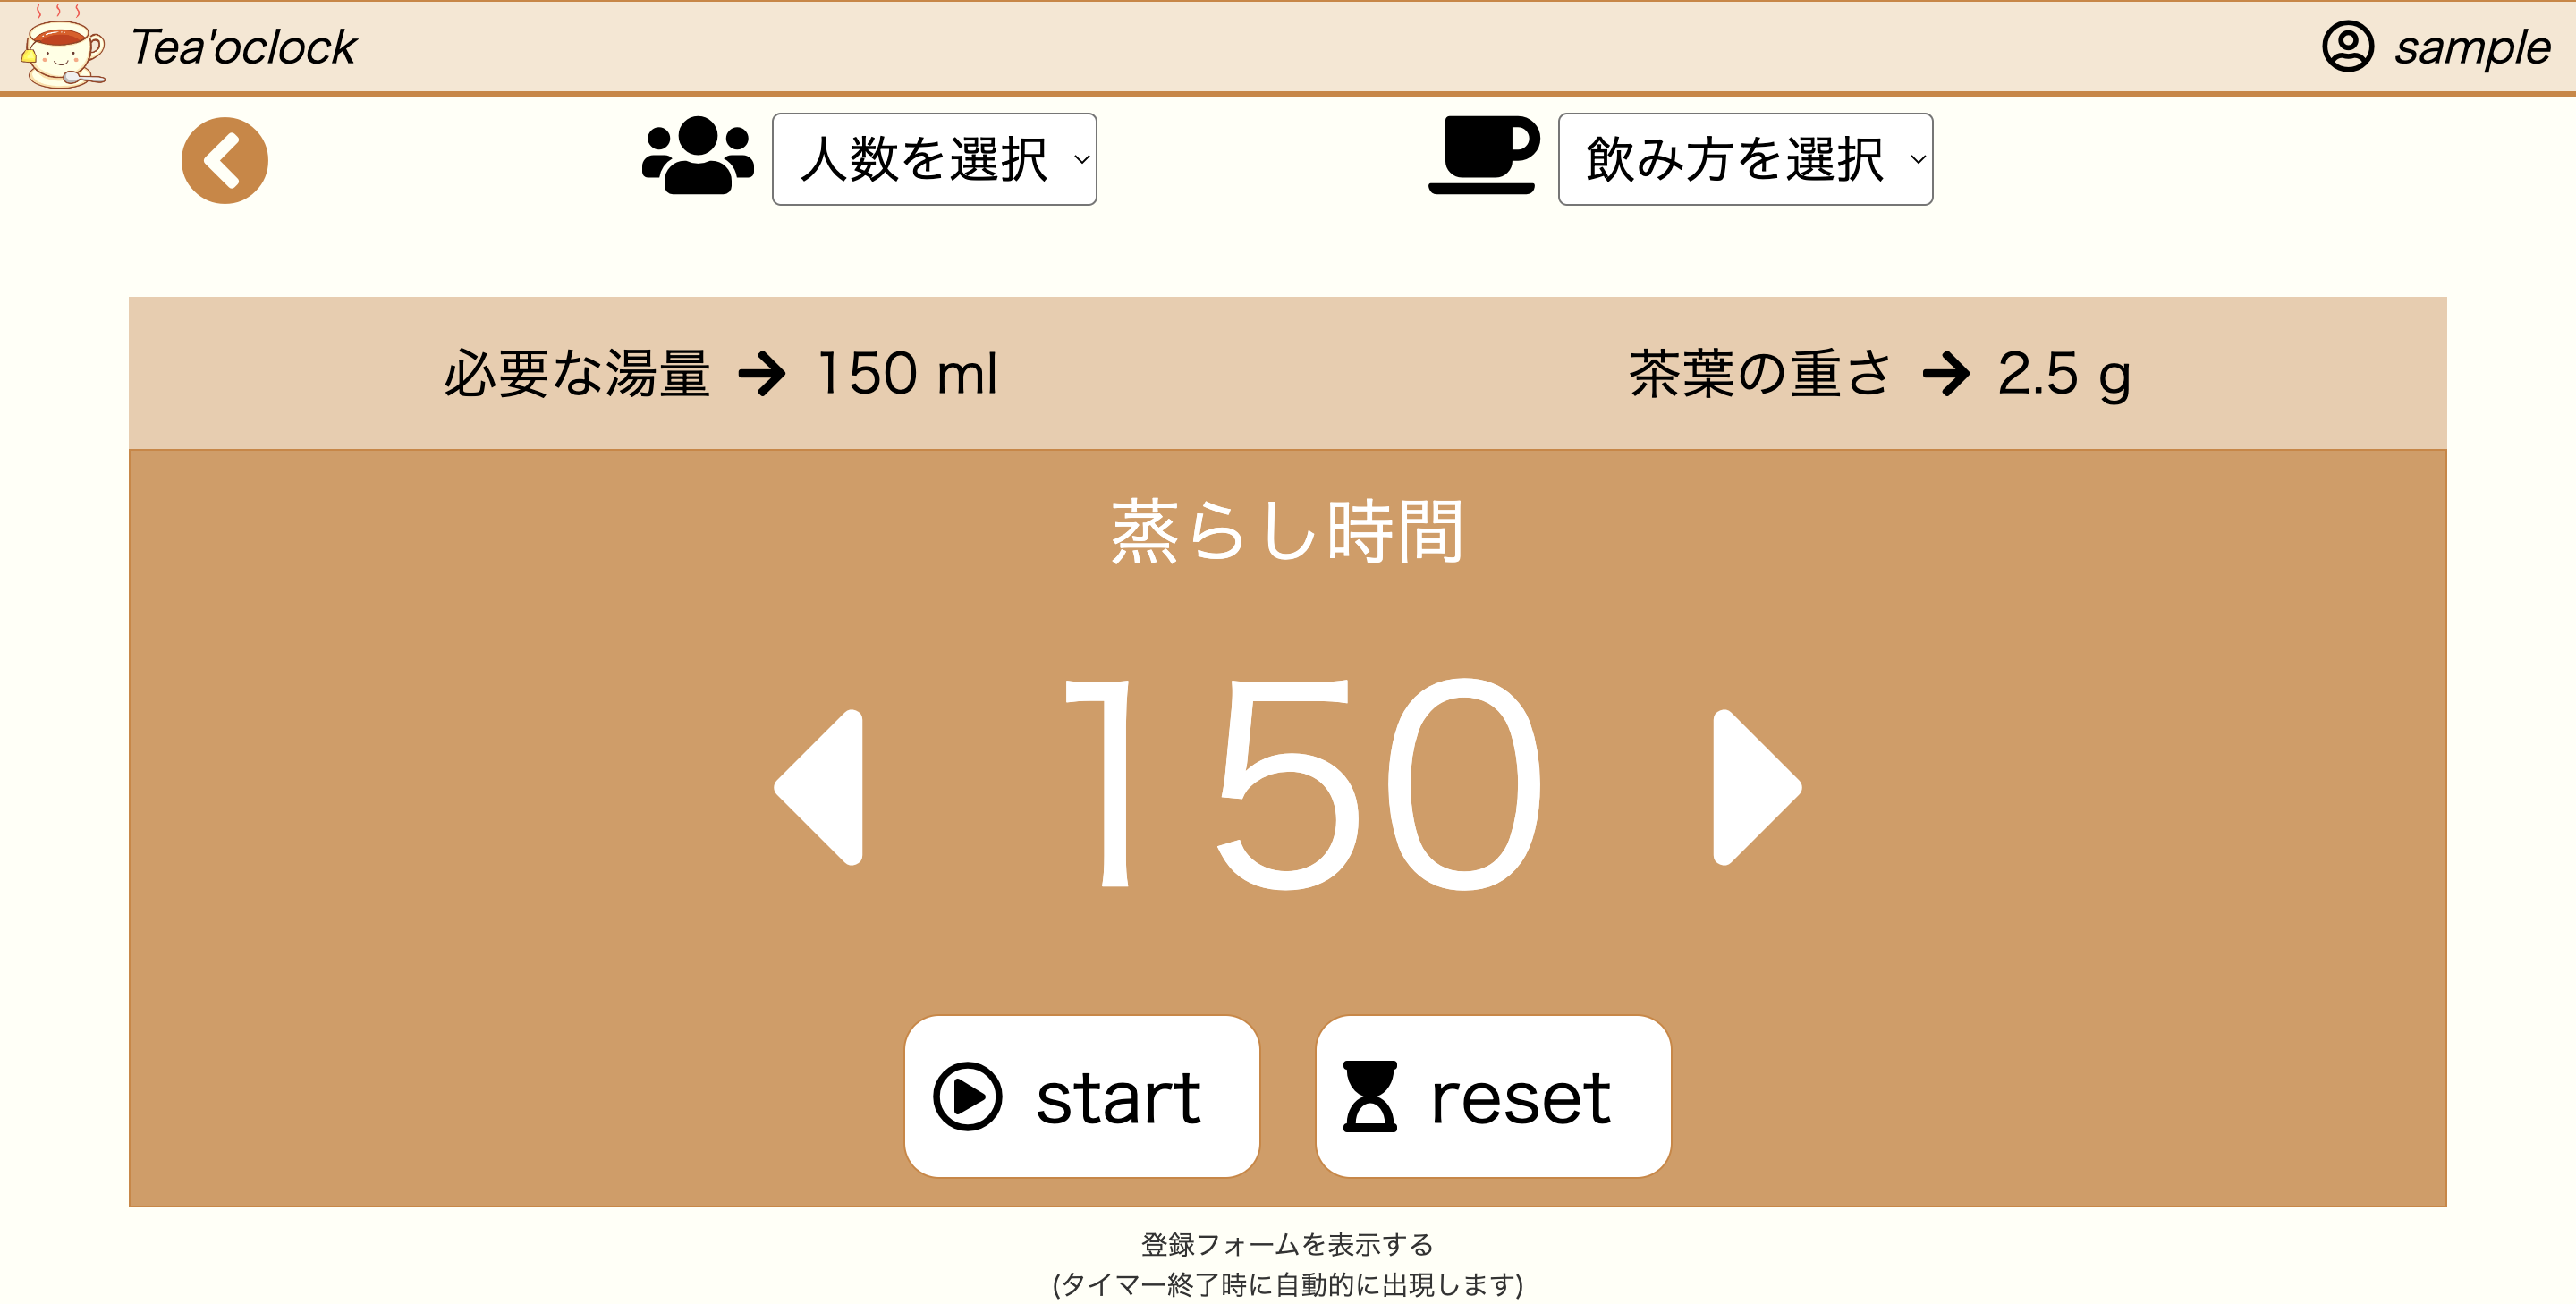 Tea'oclock
sample
人数を選択
飲み方を選択
必要な湯量 → 150 ml
茶葉の重さ → 2.5 g
蒸らし時間
150
start
reset
登録フォームを表示する
(タイマー終了時に自動的に出現します)